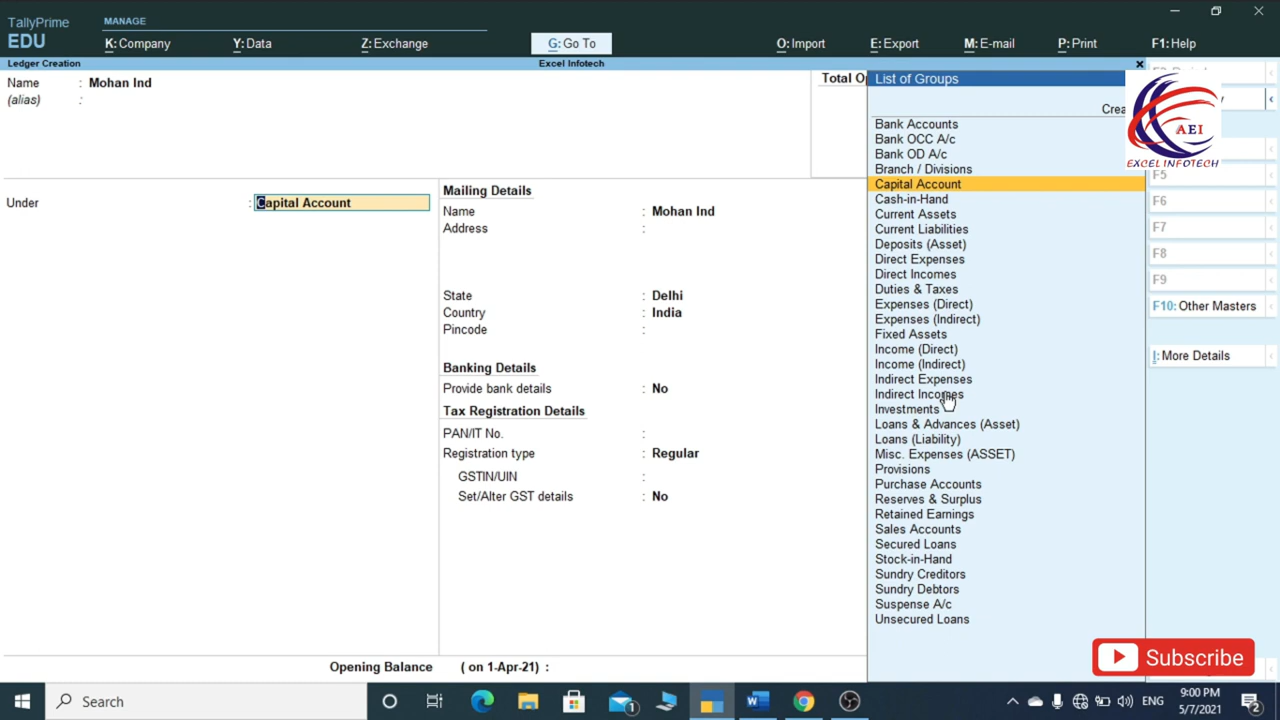 TallyPrime
EDU
MANAGE
K: Company
Y: Data
Z: Exchange
G: Go To
O: Import
E: Export
M: E-mail
P: Print
F1: Help
Ledger Creation
Excel Infotech
Name : Mohan Ind
(alias) :
Total Op
Under : Capital Account
Mailing Details
Name : Mohan Ind
Address :
State : Delhi
Country : India
Pincode :
Banking Details
Provide bank details : No
Tax Registration Details
PAN/IT No. :
Registration type : Regular
GSTIN/UIN :
Set/Alter GST details : No
Opening Balance ( on 1-Apr-21) :
List of Groups
Bank Accounts
Bank OCC A/c
Bank OD A/c
Branch / Divisions
Capital Account
Cash-in-Hand
Current Assets
Current Liabilities
Deposits (Asset)
Direct Expenses
Direct Incomes
Duties & Taxes
Expenses (Direct)
Expenses (Indirect)
Fixed Assets
Income (Direct)
Income (Indirect)
Indirect Expenses
Indirect Incomes
Investments
Loans & Advances (Asset)
Loans (Liability)
Misc. Expenses (ASSET)
Provisions
Purchase Accounts
Reserves & Surplus
Retained Earnings
Sales Accounts
Secured Loans
Stock-in-Hand
Sundry Creditors
Sundry Debtors
Suspense A/c
Unsecured Loans
AEI
EXCEL INFOTECH
F5
F6
F7
F8
F9
F10: Other Masters
I: More Details
Subscribe
Search
1
ENG
9:00 PM
5/7/2021
2